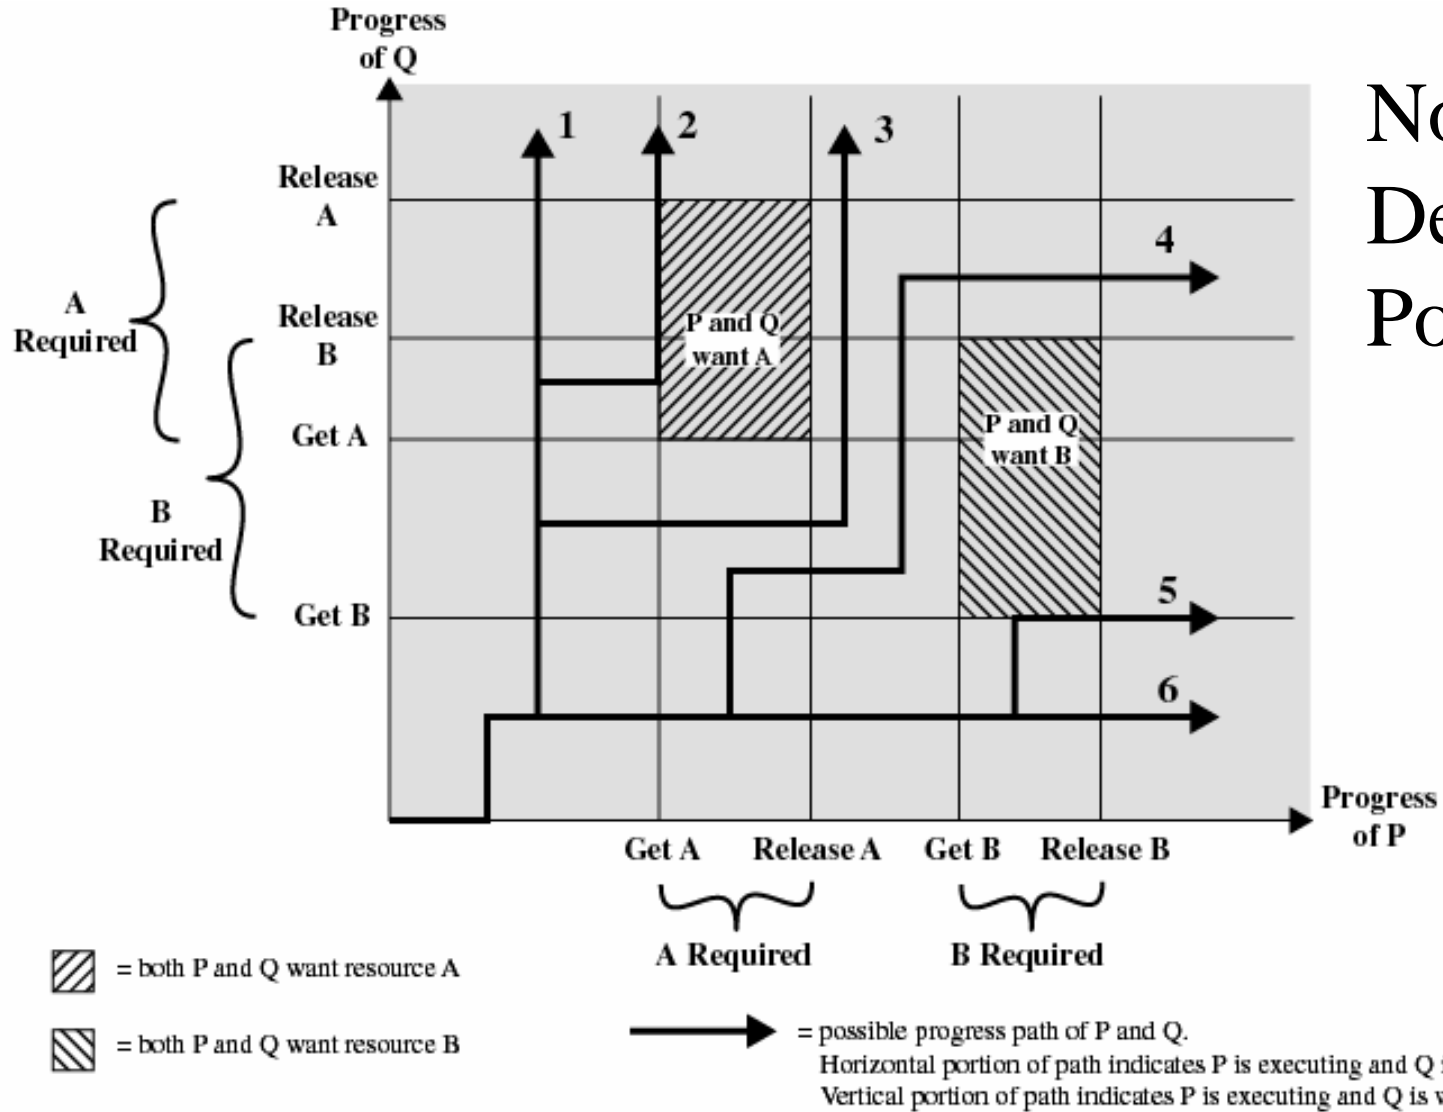 Progress
of Q
1
2
3
4
5
6
Release
A
Release
B
Get A
Get B
A
Required
B
Required
P and Q
want A
P and Q
want B
Get A
Release A
Get B
Release B
A Required
B Required
Progress
of P
= both P and Q want resource A
= both P and Q want resource B
= possible progress path of P and Q.
Horizontal portion of path indicates P is executing and Q
Vertical portion of path indicates P is executing and Q is